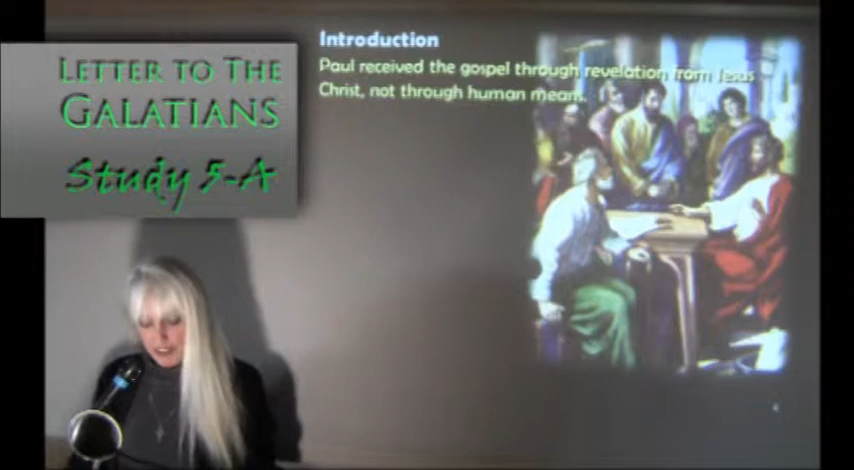 LETTER TO THE
GALATIANS
Study 5-A
Introduction
Paul received the gospel through revelation from Jesus
Christ, not through human means.